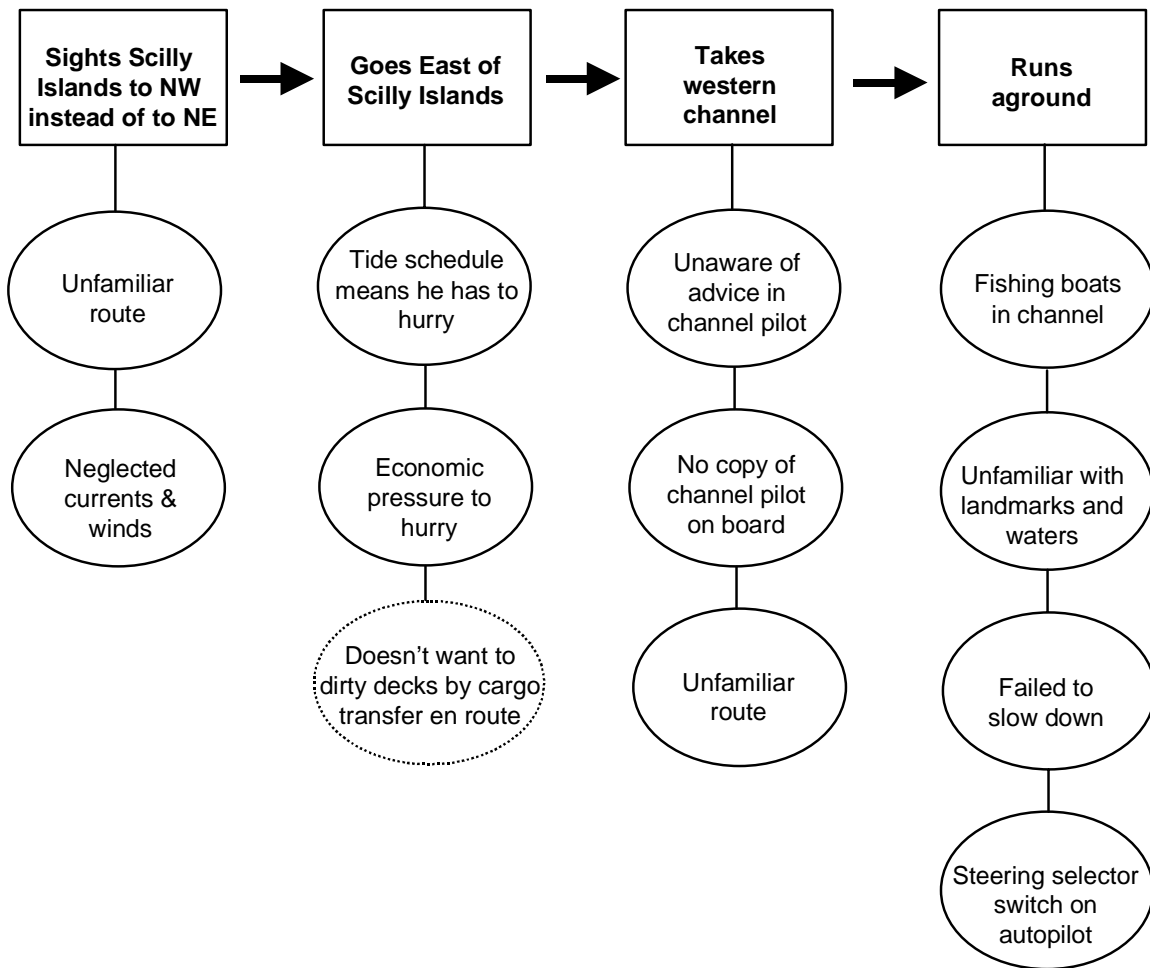 Sights Scilly
Islands to NW
instead of to NE
Goes East of
Scilly Islands
Takes
western
channel
Runs
aground
Unfamiliar
route
Tide schedule
means he has to
hurry
Unaware of
advice in
channel pilot
Fishing boats
in channel
Neglected
currents &
winds
Economic
pressure to
hurry
No copy of
channel pilot
on board
Unfamiliar with
landmarks and
waters
Doesn’t want to
dirty decks by cargo
transfer en route
Unfamiliar
route
Failed to
slow down
Steering selector
switch on
autopilot